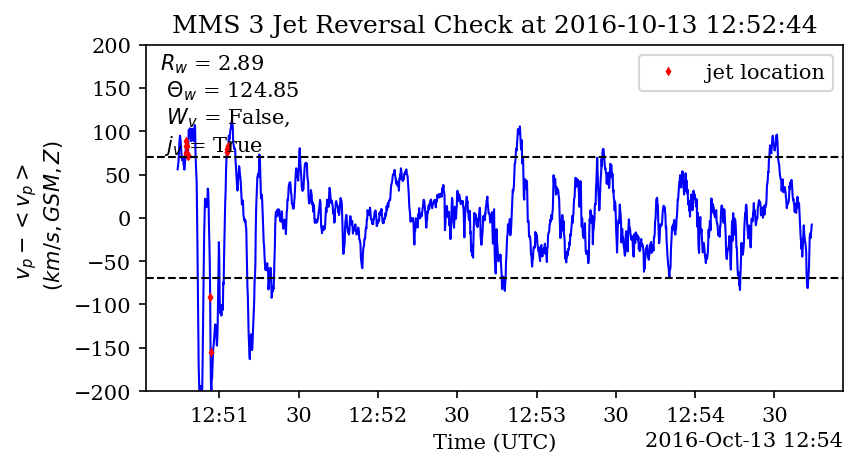 MMS 3 Jet Reversal Check at 2016-10-13 12:52:44
R_w = 2.89
Θ_w = 124.85
W_v = False,
j_v = True
jet location
v_p − < v_p >
(km/s, GSM, Z)
200
150
100
50
0
−50
−100
−150
−200
12:51 30 12:52 30 12:53 30 12:54 30
Time (UTC)
2016-Oct-13 12:54